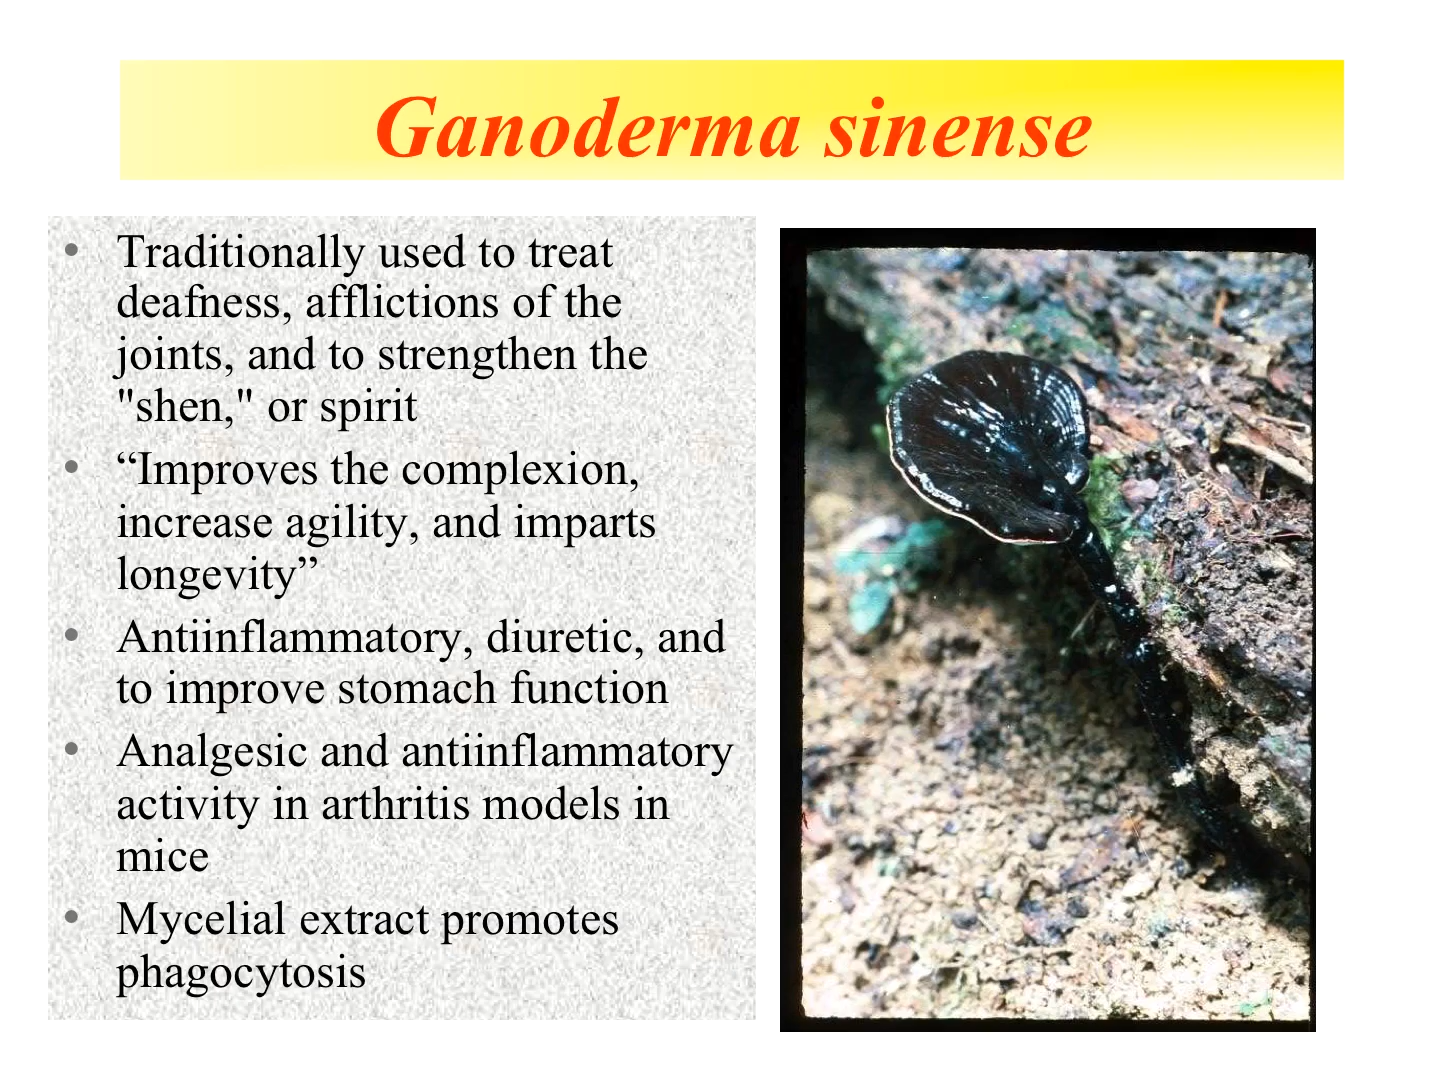 Ganoderma sinense
• Traditionally used to treat
deafness, afflictions of the
joints, and to strengthen the
"shen," or spirit
• “Improves the complexion,
increase agility, and imparts
longevity”
• Antiinflammatory, diuretic, and
to improve stomach function
• Analgesic and antiinflammatory
activity in arthritis models in
mice
• Mycelial extract promotes
phagocytosis